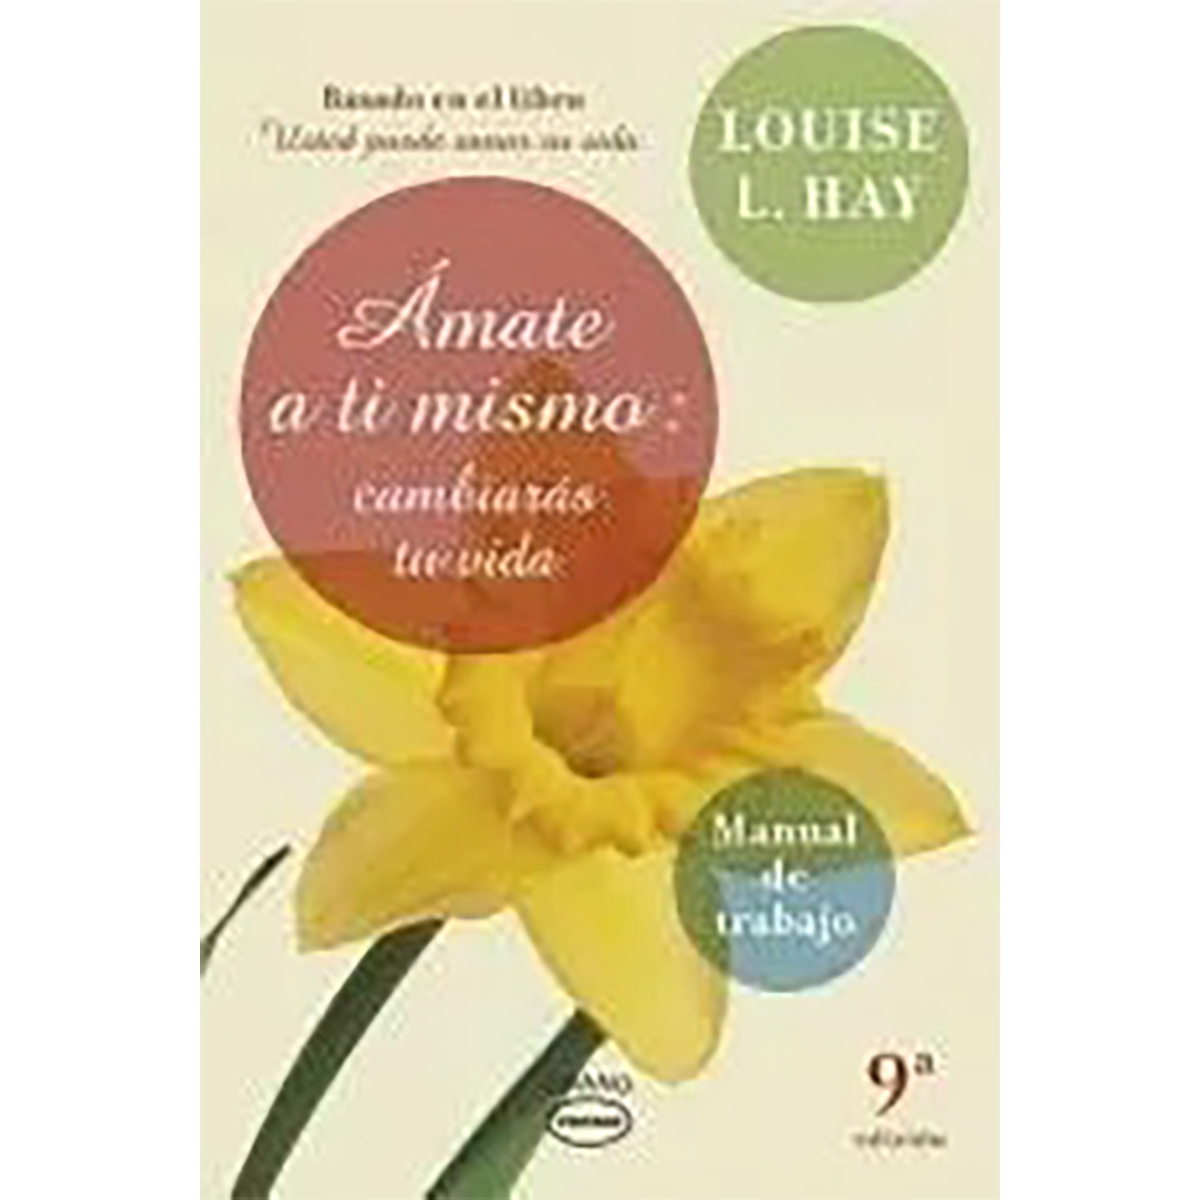 Basado en el libro
Usted puede sanar su vida
LOUISE
L. HAY
Ámate
a ti mismo:
cambiarás
tu vida
Manual
de
trabajo
9ª
edición